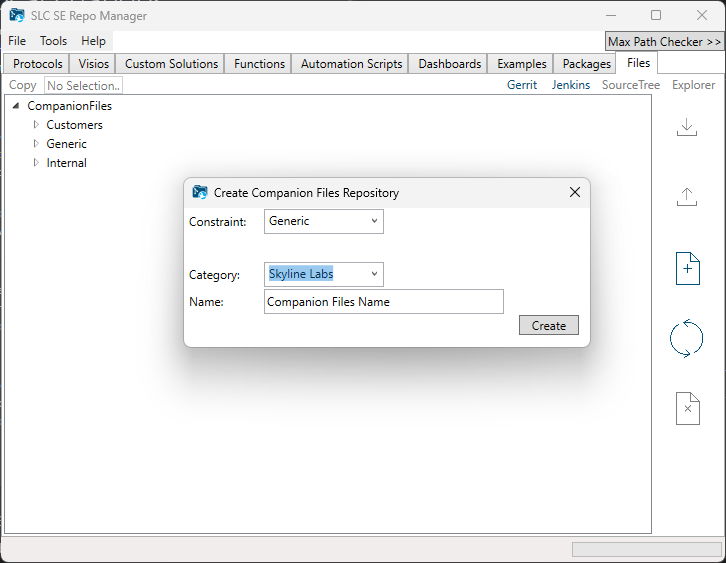 SLC SE Repo Manager
File Tools Help
Max Path Checker >>
Protocols Visios Custom Solutions Functions Automation Scripts Dashboards Examples Packages Files
Copy No Selection.. Gerrit Jenkins SourceTree Explorer
CompanionFiles
Customers
Generic
Internal
Create Companion Files Repository
Constraint: Generic
Category: Skyline Labs
Name: Companion Files Name
Create